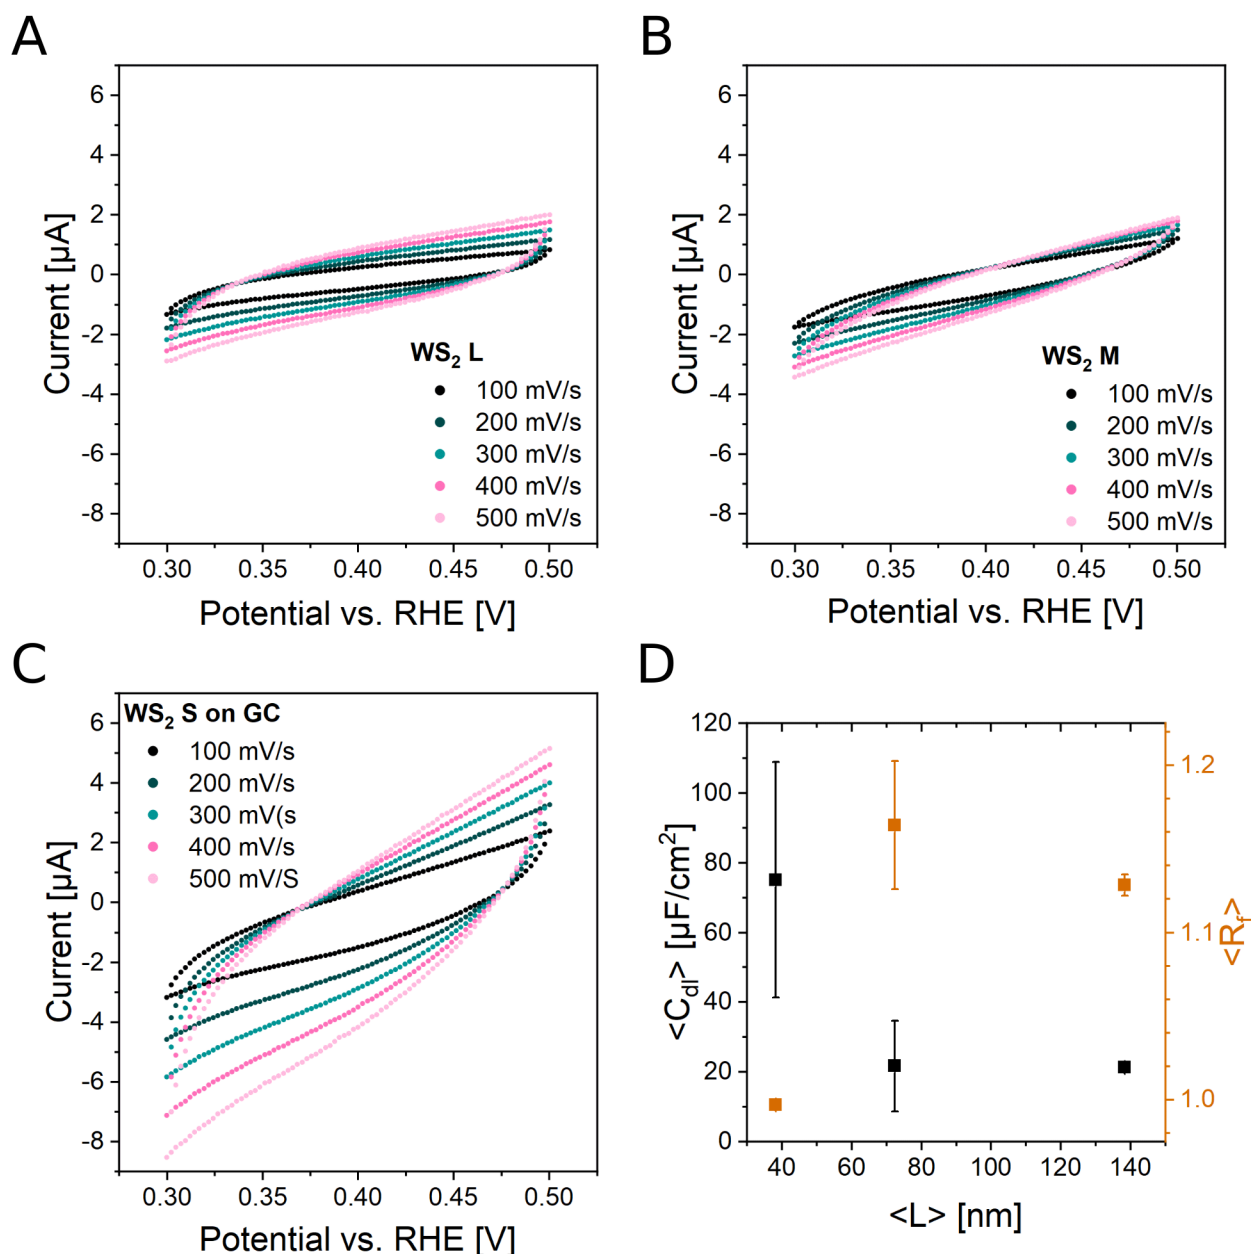 A
6
4
2
0
-2
-4
-6
-8
Current [µA]
WS₂ L
100 mV/s
200 mV/s
300 mV/s
400 mV/s
500 mV/s
0.30 0.35 0.40 0.45 0.50
Potential vs. RHE [V]
B
6
4
2
0
-2
-4
-6
-8
Current [µA]
WS₂ M
100 mV/s
200 mV/s
300 mV/s
400 mV/s
500 mV/s
0.30 0.35 0.40 0.45 0.50
Potential vs. RHE [V]
C
WS₂ S on GC
100 mV/s
200 mV/s
300 mV(s
400 mV/s
500 mV/S
6
4
2
0
-2
-4
-6
-8
Current [µA]
0.30 0.35 0.40 0.45 0.50
Potential vs. RHE [V]
D
120
100
80
60
40
20
0
<C_dl> [µF/cm²]
1.2
1.1
1.0
<R_f>
40 60 80 100 120 140
<L> [nm]